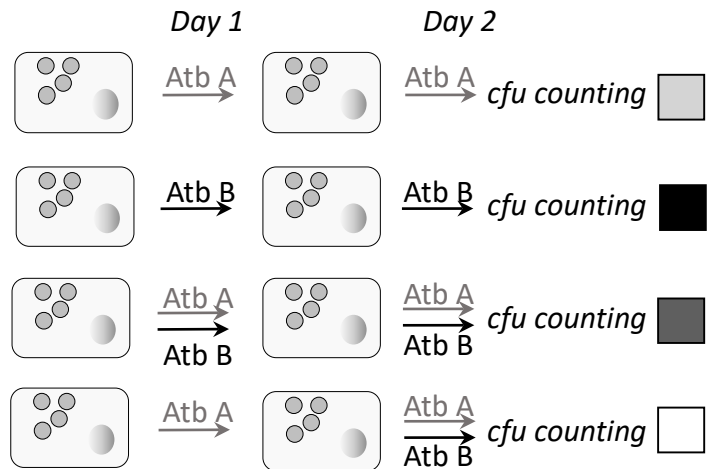 Day 1 Day 2
Atb A Atb A cfu counting
Atb B Atb B cfu counting
Atb A Atb A
cfu counting
Atb B Atb B
Atb A Atb A
cfu counting
Atb B